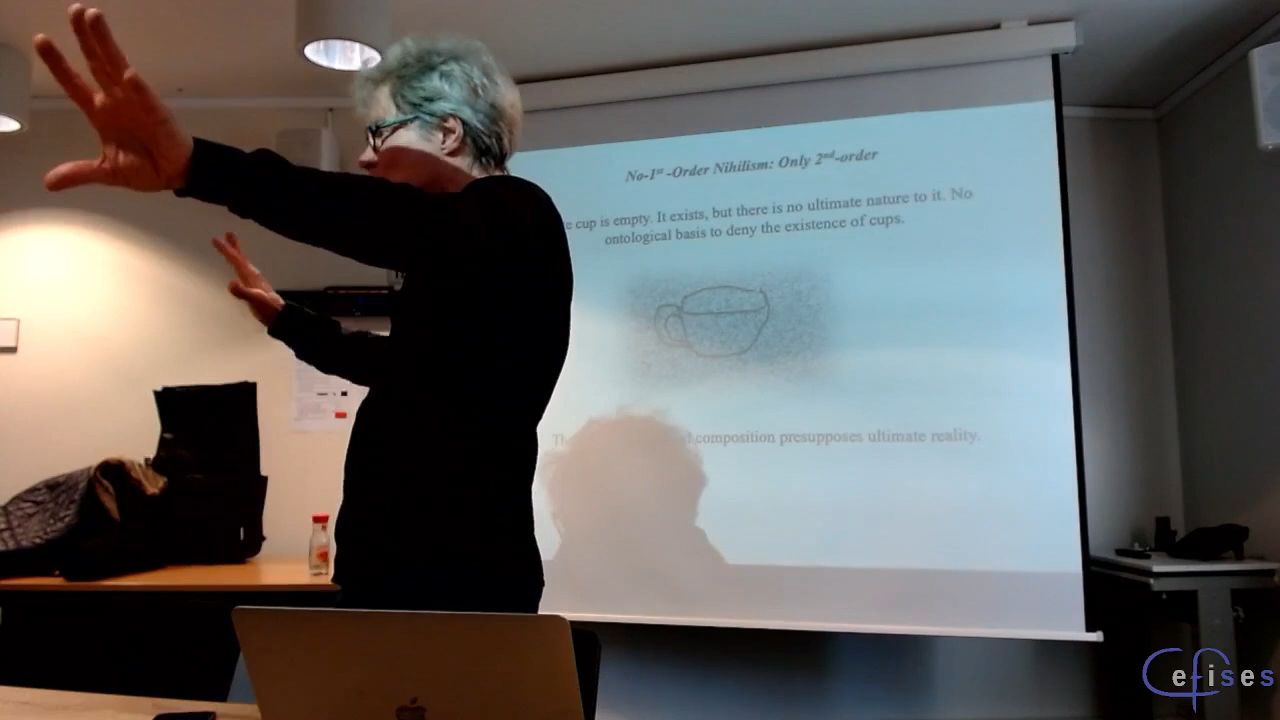 No-1st -Order Nihilism: Only 2nd-order
cup is empty. It exists, but there is no ultimate nature to it. No
ontological basis to deny the existence of cups.
composition presupposes ultimate reality.
Cefises